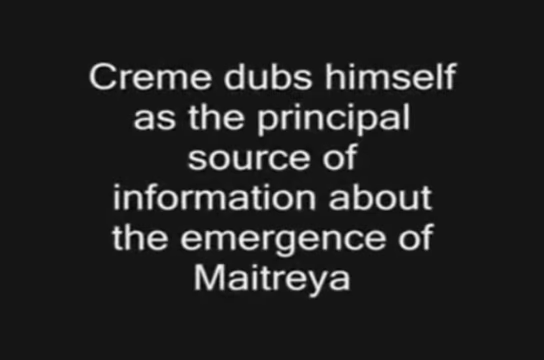 Creme dubs himself
as the principal
source of
information about
the emergence of
Maitreya